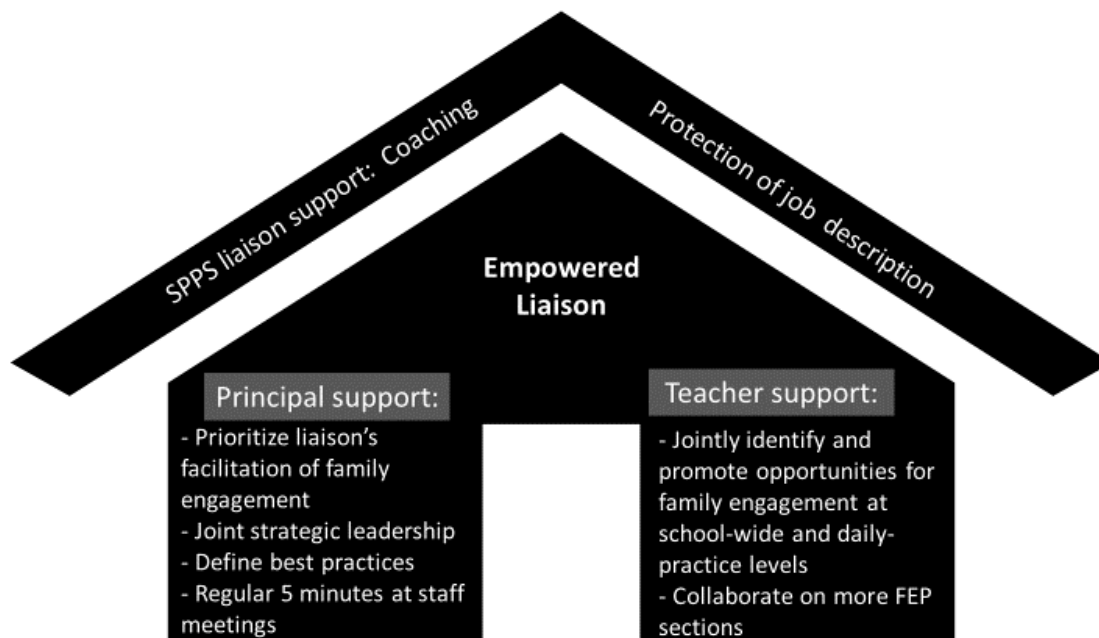 SPPS liaison support: Coaching
Protection of job description
Empowered
Liaison
Principal support:
- Prioritize liaison's
facilitation of family
engagement
- Joint strategic leadership
- Define best practices
- Regular 5 minutes at staff
meetings
Teacher support:
- Jointly identify and
promote opportunities for
family engagement at
school-wide and daily-
practice levels
- Collaborate on more FEP
sections